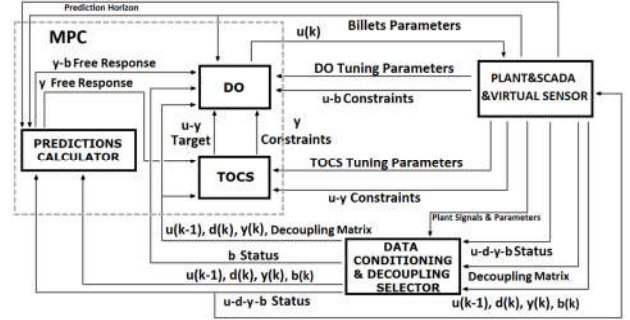 Prediction Horizon
MPC
Billets Parameters
u(k)
y-b Free Response
y Free Response
DO
DO Tuning Parameters
PLANT&SCADA
&VIRTUAL SENSOR
u-b Constraints
u-y
Target
y
Constraints
PREDICTIONS
CALCULATOR
TOCS
TOCS Tuning Parameters
u-y Constraints
Plant Signals & Parameters
u(k-1), d(k), y(k), Decoupling Matrix
DATA
CONDITIONING
& DECOUPLING
SELECTOR
u-d-y-b Status
b Status
Decoupling Matrix
u(k-1), d(k), y(k), b(k)
u-d-y-b Status
u(k-1), d(k), y(k), b(k)